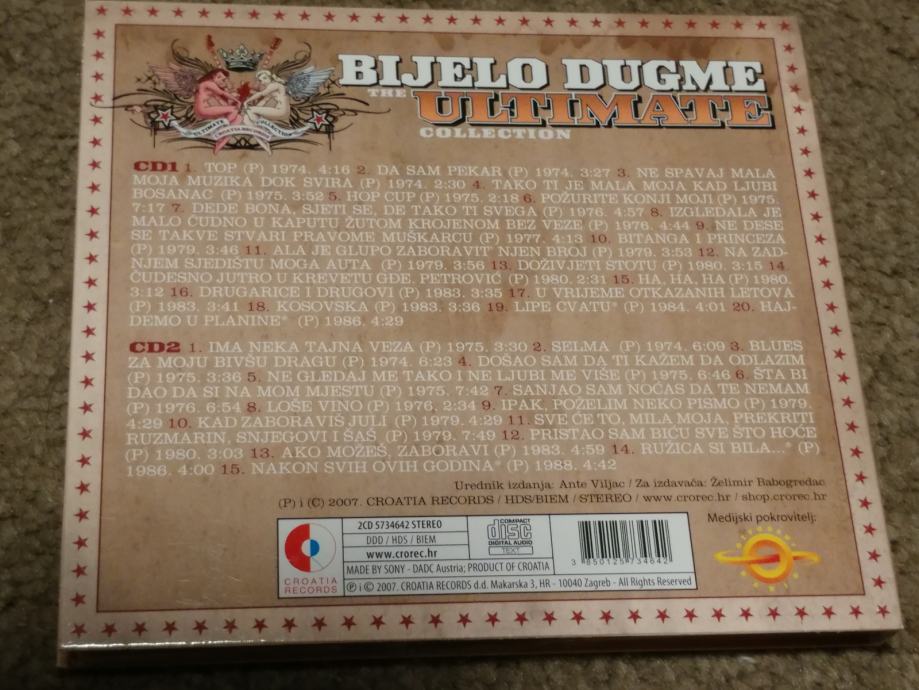 BIJELO DUGME
THE ULTIMATE
COLLECTION
ULTIMATE COLLECTION
CROATIA RECORDS
CD1 1. TOP (P) 1974. 4:16 2. DA SAM PEKAR (P) 1974. 3:27 3. NE SPAVAJ MALA
MOJA MUZIKA DOK SVIRA (P) 1974. 2:30 4. TAKO TI JE MALA MOJA KAD LJUBI
BOSANAC (P) 1975. 3:52 5. HOP CUP (P) 1975. 2:18 6. POŽURITE KONJI MOJI (P) 1975.
7:17 7. ĐEDE BONA, SJETI SE, DE TAKO TI SVEGA (P) 1976. 4:57 8. IZGLEDALA JE
MALO ČUDNO U KAPUTU ŽUTOM KROJENOM BEZ VEZE (P) 1976. 4:44 9. NE DESE
SE TAKVE STVARI PRAVOME MUŠKARCU (P) 1977. 4:13 10. BITANGA I PRINCEZA
(P) 1979. 3:46 11. ALA JE GLUPO ZABORAVIT' NJEN BROJ (P) 1979. 3:53 12. NA ZAD-
NJEM SJEDIŠTU MOGA AUTA (P) 1979. 3:56 13. DOŽIVJETI STOTU (P) 1980. 3:15 14.
ČUDESNO JUTRO U KREVETU GĐE. PETROVIĆ (P) 1980. 2:31 15. HA, HA, HA (P) 1980.
3:12 16. DRUGARICE I DRUGOVI (P) 1983. 3:35 17. U VRIJEME OTKAZANIH LETOVA
(P) 1983. 3:41 18. KOSOVSKA (P) 1983. 3:36 19. LIPE CVATU* (P) 1984. 4:01 20. HAJ-
DEMO U PLANINE* (P) 1986. 4:29
CD2 1. IMA NEKA TAJNA VEZA (P) 1975. 3:30 2. SELMA (P) 1974. 6:09 3. BLUES
ZA MOJU BIVŠU DRAGU (P) 1974. 6:23 4. DOŠAO SAM DA TI KAŽEM DA ODLAZIM
(P) 1975. 3:36 5. NE GLEDAJ ME TAKO I NE LJUBI ME VIŠE (P) 1975. 6:46 6. ŠTA BI
DAO DA SI NA MOM MJESTU (P) 1975. 7:42 7. SANJAO SAM NOĆAS DA TE NEMAM
(P) 1976. 6:54 8. LOŠE VINO (P) 1976. 2:34 9. IPAK, POŽELIM NEKO PISMO (P) 1979.
4:29 10. KAD ZABORAVIŠ JULI (P) 1979. 4:29 11. SVE ĆE TO, MILA MOJA, PREKRITI
RUZMARIN, SNJEGOVI I ŠAŠ (P) 1979. 7:49 12. PRISTAO SAM BIĆU SVE ŠTO HOĆE
(P) 1980. 3:03 13. AKO MOŽEŠ, ZABORAVI (P) 1983. 4:59 14. RUŽICA SI BILA...* (P)
1986. 4:00 15. NAKON SVIH OVIH GODINA* (P) 1988. 4:42
Urednik izdanja: Ante Viljac / Za izdavača: Želimir Babogredac
(P) i (C) 2007. CROATIA RECORDS / HDS/BIEM / STEREO / www.crorec.hr / shop.crorec.hr
CROATIA
RECORDS
2CD 5734642 STEREO
DDD / HDS / BIEM
www.crorec.hr
COMPACT
disc
DIGITAL AUDIO
TEXT
MADE BY SONY - DADC Austria; PRODUCT OF CROATIA
℗ i © 2007. CROATIA RECORDS d.d. Makarska 3, HR - 10040 Zagreb - All Rights Reserved
3 850125 734642
Medijski pokrovitelj: